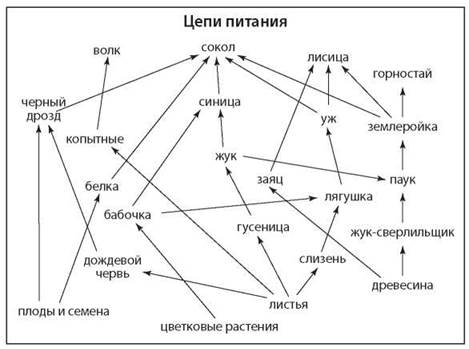 Цепи питания
волк
сокол
лисица
горностай
черный
дрозд
синица
уж
землеройка
копытные
жук
белка
заяц
паук
бабочка
лягушка
гусеница
жук-сверлильщик
дождевой
червь
слизень
древесина
плоды и семена
листья
цветковые растения